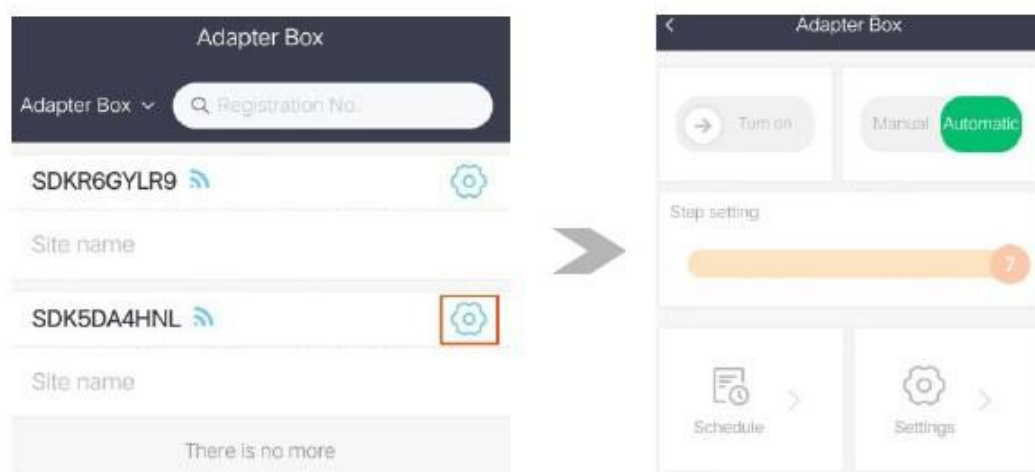 Adapter Box
Adapter Box
Registration No.
SDKR6GYLR9
Site name
SDK5DA4HNL
Site name
There is no more
Adapter Box
Turn on
Manual Automatic
Step setting
7
Schedule
Settings